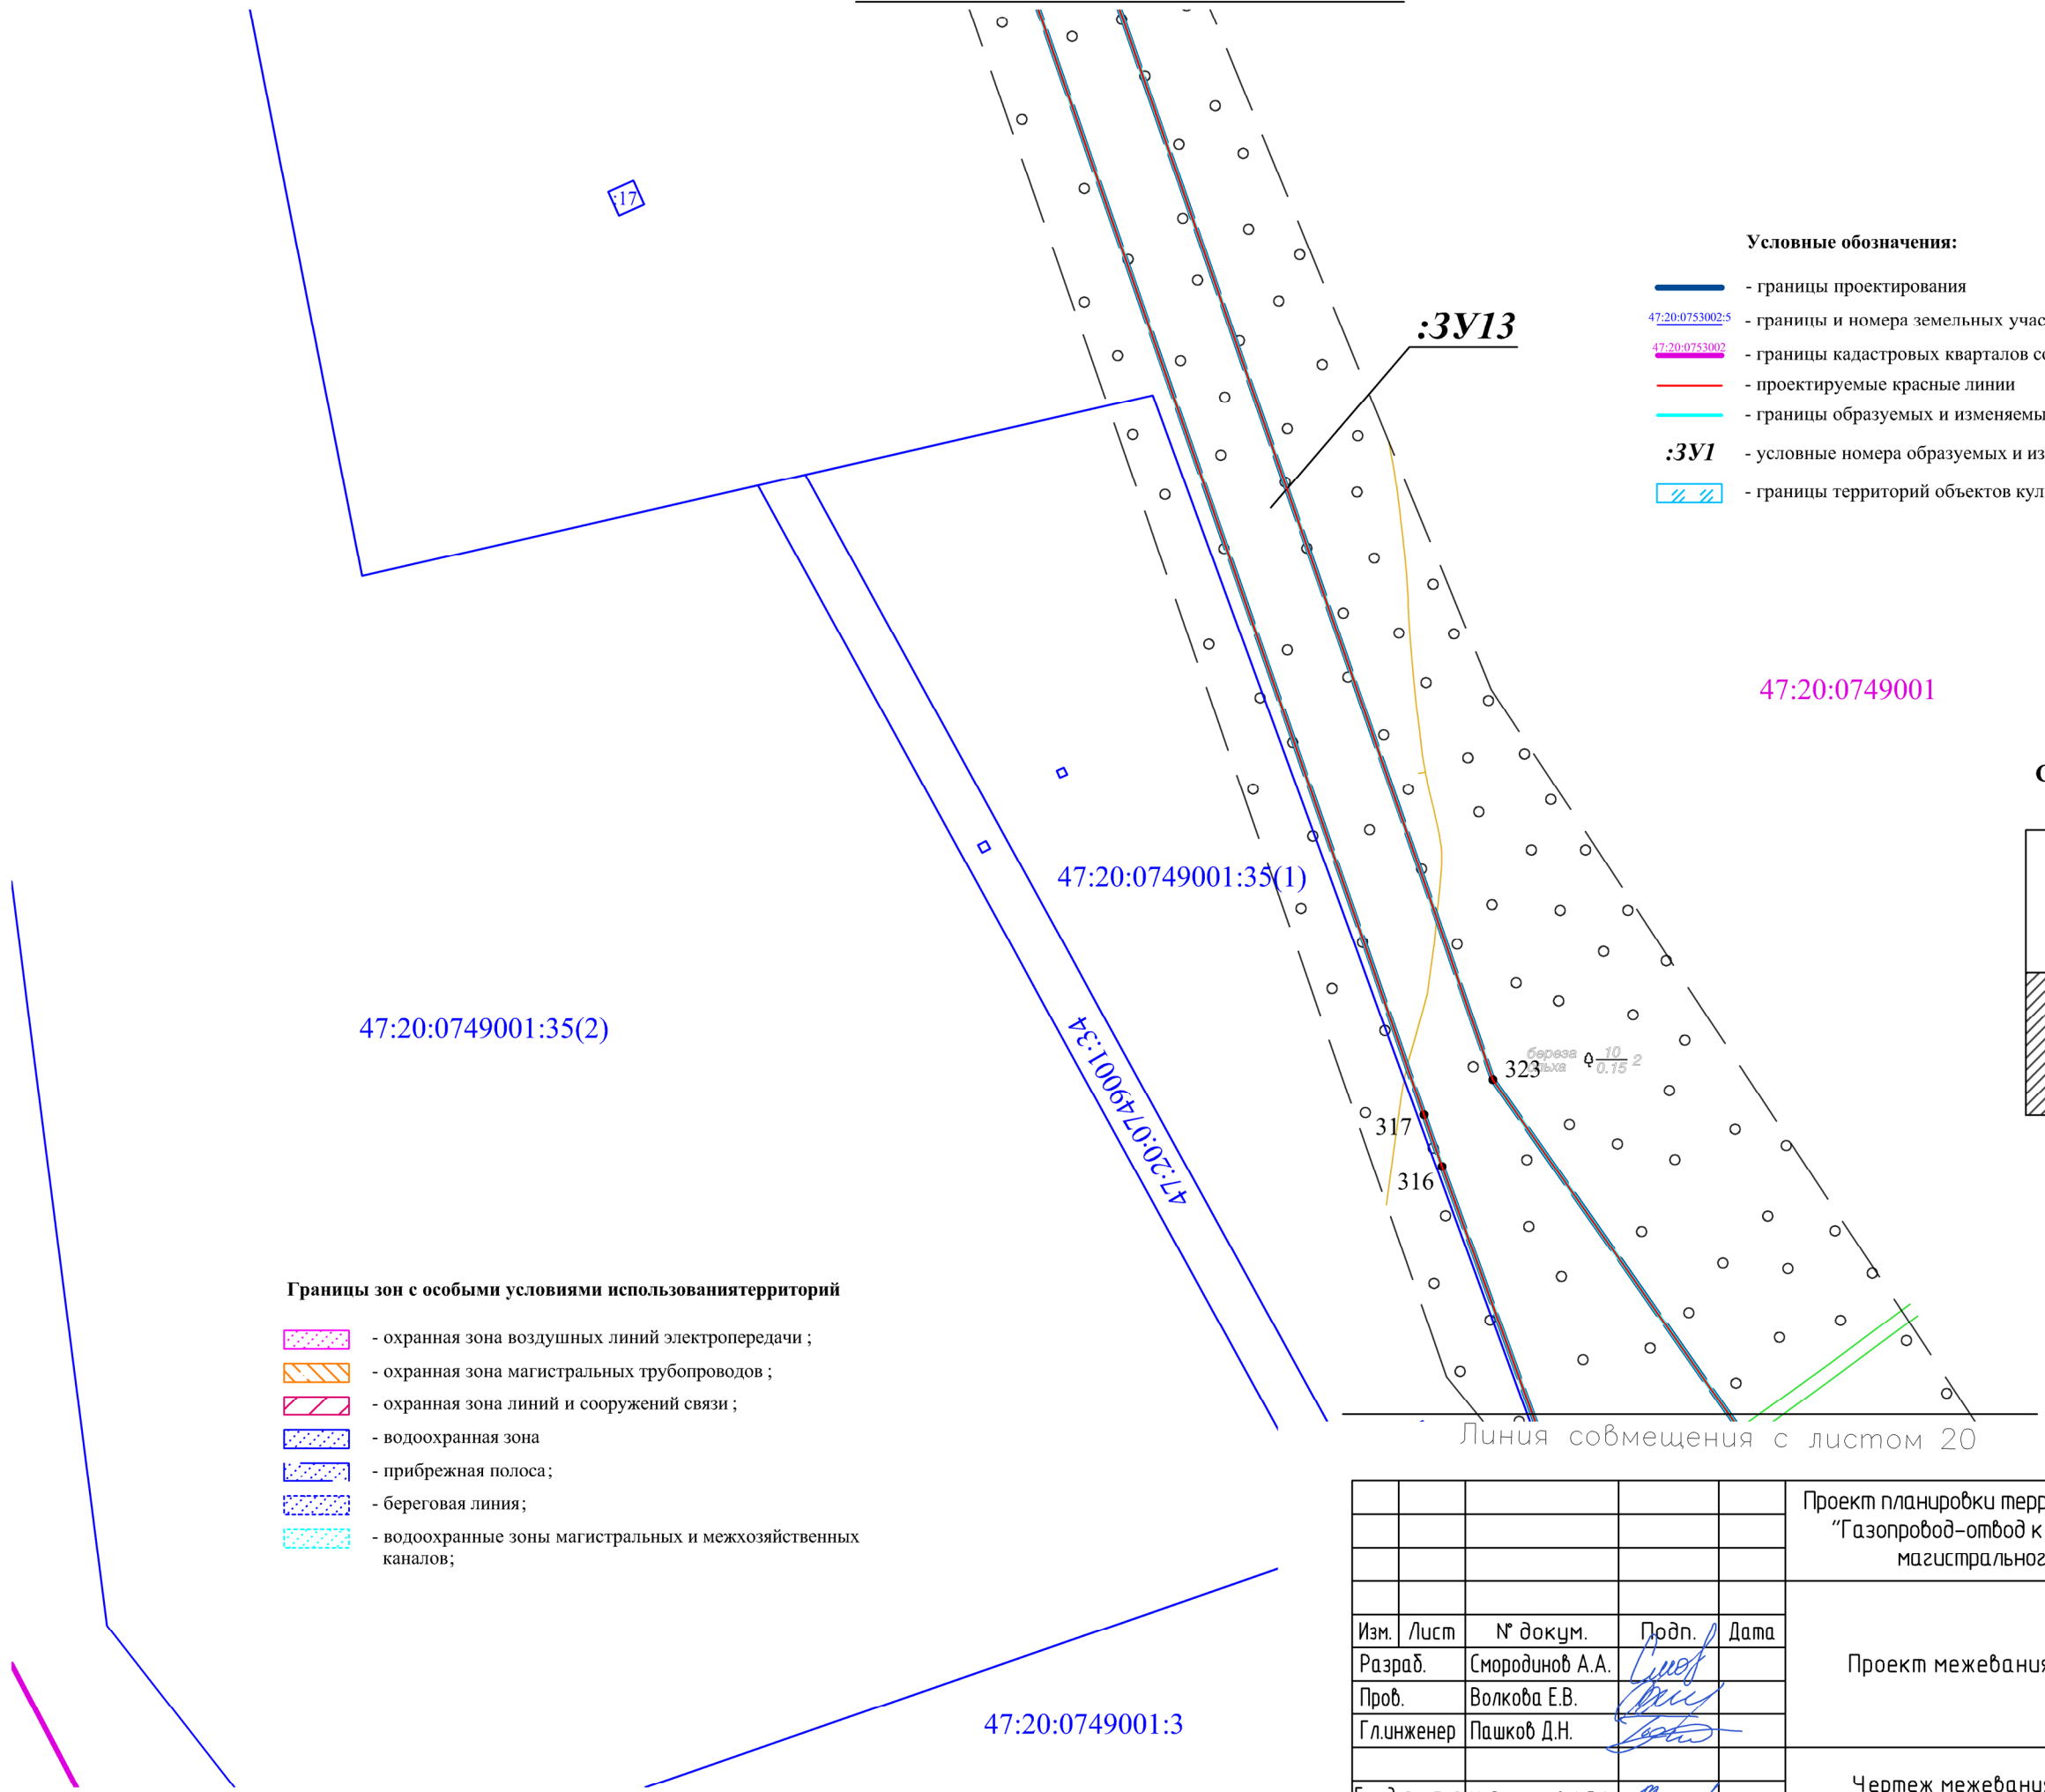 :17
:ЗУ13
Условные обозначения:
- границы проектирования
47:20:0753002:5
- границы и номера земельных учас
47:20:0753002
- границы кадастровых кварталов
- проектируемые красные линии
- границы образуемых и изменяемы
:ЗУ1
- условные номера образуемых и из
- границы территорий объектов кул
47:20:0749001
47:20:0749001:35(1)
47:20:0749001:35(2)
47:20:0749001:34
береза
10
0.15
2
323
317
316
Границы зон с особыми условиями использованиятерриторий
- охранная зона воздушных линий электропередачи ;
- охранная зона магистральных трубопроводов ;
- охранная зона линий и сооружений связи ;
- водоохранная зона
- прибрежная полоса;
- береговая линия;
- водоохранные зоны магистральных и межхозяйственных
каналов;
Линия совмещения с листом 20
47:20:0749001:3
Проект планировки терр
"Газопровод-отвод к
магистральног
Изм. Лист № докум. Подп. Дата
Разраб. Смородинов А.А.
Пров. Волкова Е.В.
Гл.инженер Пашков Д.Н.
Проект межевания
Чертеж межевания